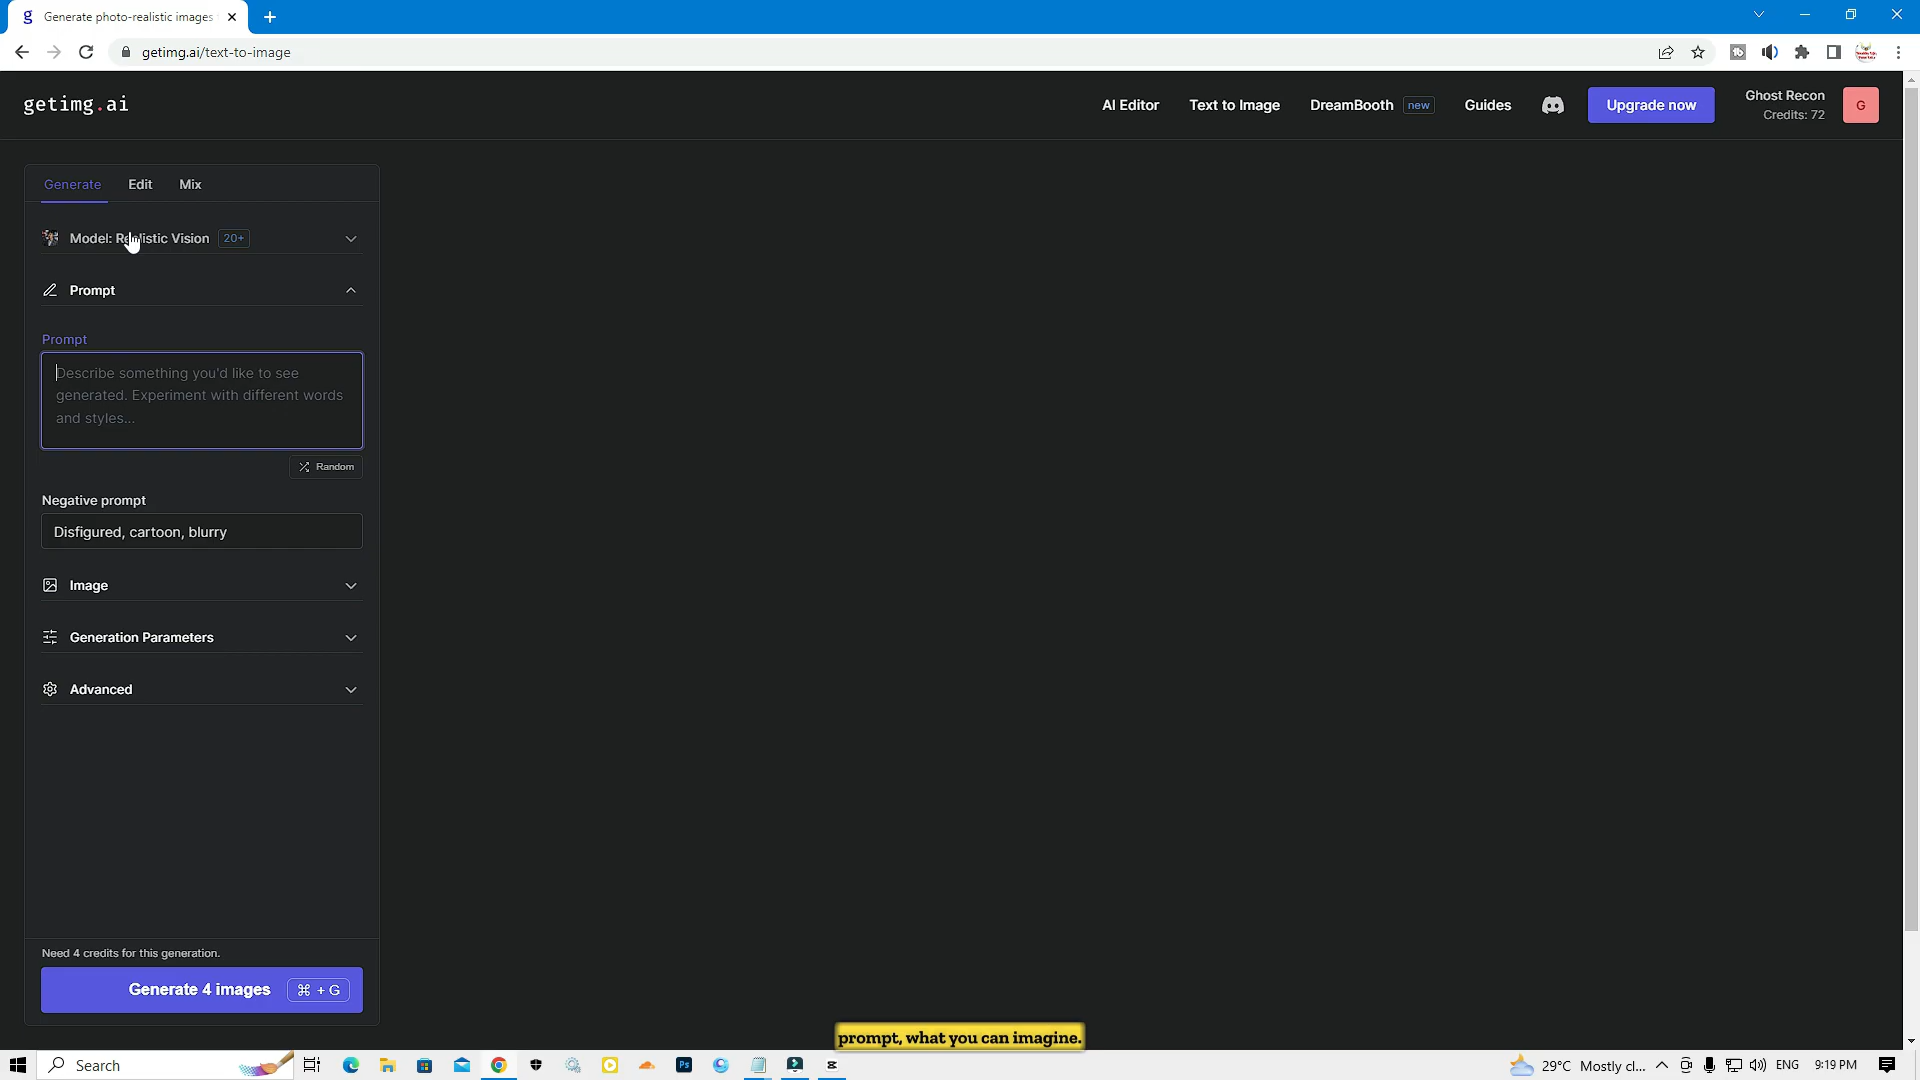 g Generate photo-realistic images
getimg.ai/text-to-image
getimg.ai
AI Editor Text to Image DreamBooth new Guides Upgrade now Ghost Recon G
Credits: 72
Generate Edit Mix
Model: Realistic Vision 20+
Prompt
Prompt
Describe something you'd like to see
generated. Experiment with different words
and styles...
Random
Negative prompt
Disfigured, cartoon, blurry
Image
Generation Parameters
Advanced
Need 4 credits for this generation.
Generate 4 images ⌘ + G
prompt, what you can imagine.
Search Ps 29°C Mostly cl... ENG 9:19 PM